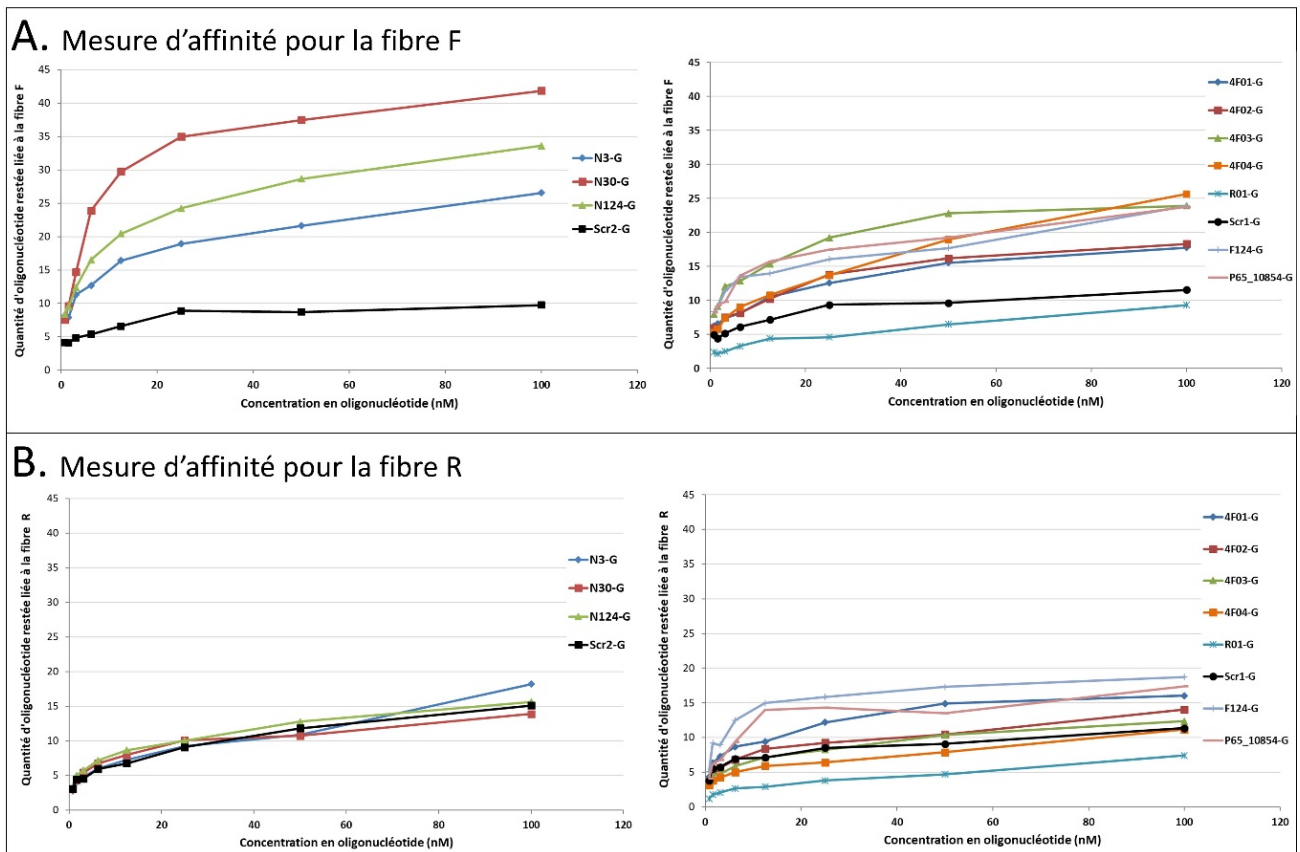 A. Mesure d'affinité pour la fibre F
Quantité d'oligonucléotide restée liée à la fibre F
45
40
35
30
25
20
15
10
5
0
0 20 40 60 80 100 120
Concentration en oligonucléotide (nM)
N3-G
N30-G
N124-G
Scr2-G
Quantité d'oligonucléotide restée liée à la fibre F
45
40
35
30
25
20
15
10
5
0
0 20 40 60 80 100 120
Concentration en oligonucléotide (nM)
4F01-G
4F02-G
4F03-G
4F04-G
R01-G
Scr1-G
F124-G
P65_10854-G
B. Mesure d'affinité pour la fibre R
Quantité d'oligonucléotide restée liée à la fibre R
45
40
35
30
25
20
15
10
5
0
0 20 40 60 80 100 120
Concentration en oligonucléotide (nM)
N3-G
N30-G
N124-G
Scr2-G
Quantité d'oligonucléotide restée liée à la fibre R
45
40
35
30
25
20
15
10
5
0
0 20 40 60 80 100 120
Concentration en oligonucléotide (nM)
4F01-G
4F02-G
4F03-G
4F04-G
R01-G
Scr1-G
F124-G
P65_10854-G